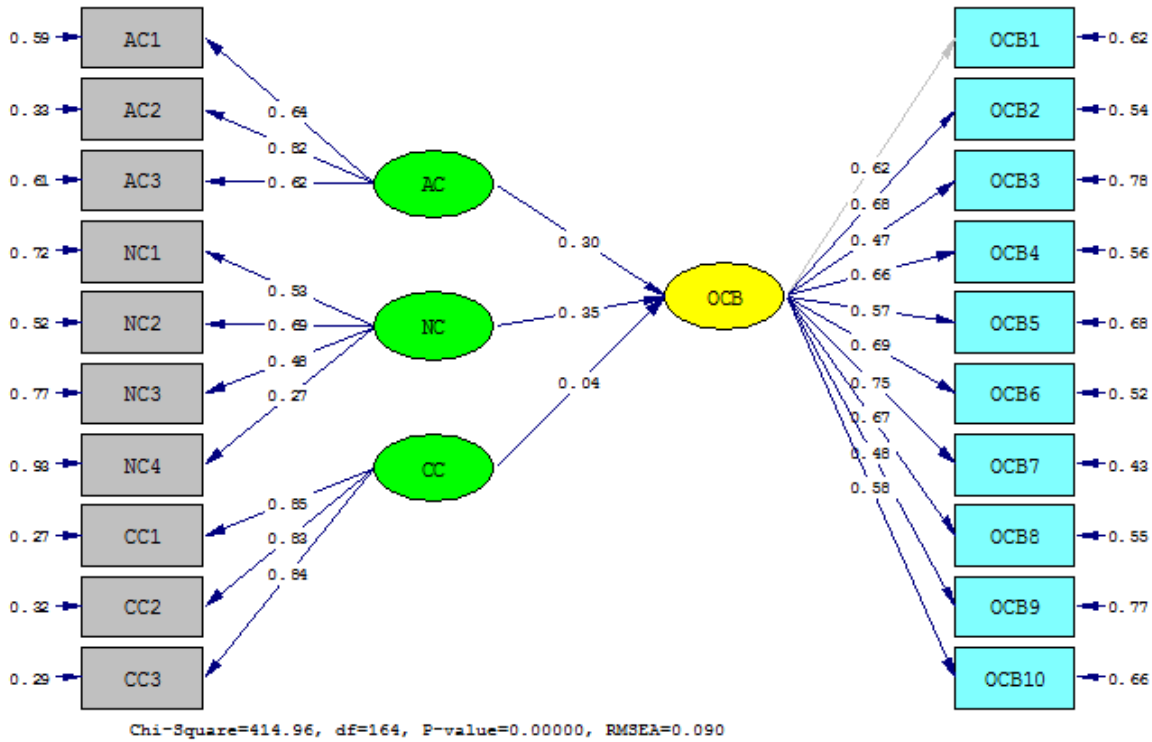 0.59 AC1 OCB1 0.62
0.33 AC2 OCB2 0.54
0.64
0.82
0.62
0.61 AC3 0.62 AC OCB3 0.78
0.68
0.72 NC1 0.30 0.47 OCB4 0.56
0.66
0.53
0.52 NC2 0.69 NC 0.35 OCB 0.57 OCB5 0.68
0.48 0.69
0.77 NC3 0.27 0.04 0.75 OCB6 0.52
0.67
0.48
0.93 NC4 CC 0.58 OCB7 0.43
0.85
0.27 CC1 0.83 OCB8 0.55
0.84
0.32 CC2 OCB9 0.77
0.29 CC3 OCB10 0.66
Chi-Square=414.96, df=164, P-value=0.00000, RMSEA=0.090